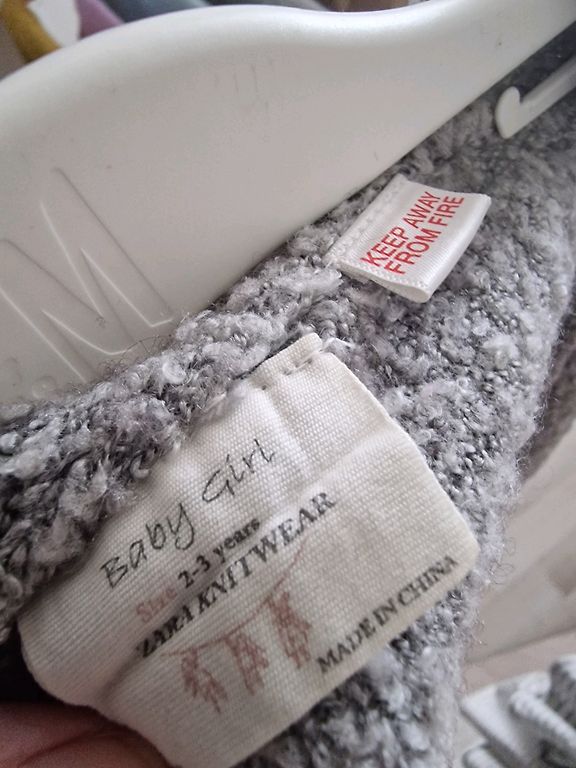 KEEP AWAY
FROM FIRE
Baby Girl
Size 2-3 years
ZARA KNITWEAR
MADE IN CHINA